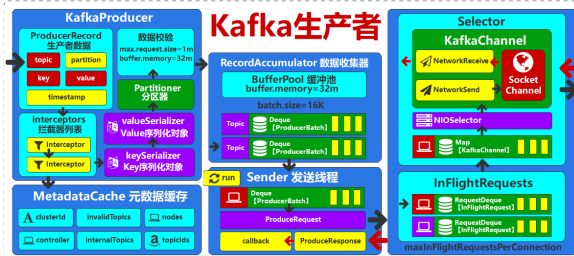 Kafka生产者
KafkaProducer
ProducerRecord
生产者数据
topic
partition
key
value
timestamp
interceptors
拦截器列表
Interceptor
Interceptor
数据校验
max.request.size=1m
buffer.memory=32m
Partitioner
分区器
valueSerializer
Value序列化对象
keySerializer
Key序列化对象
MetadataCache 元数据缓存
clusterId
invalidTopics
nodes
controller
internalTopics
topicIds
RecordAccumulator 数据收集器
BufferPool 缓冲池
buffer.memory=32m
batch.size=16K
Topic
Deque
【ProducerBatch】
Topic
Deque
【ProducerBatch】
run
Sender 发送线程
Deque
【ProducerBatch】
ProduceRequest
callback
ProduceResponse
Selector
KafkaChannel
NetworkReceive
NetworkSend
Socket
Channel
NIOSelector
Map
【KafkaChannel】
InFlightRequests
RequestDeque
【InFlightRequest】
RequestDeque
【InFlightRequest】
maxInFlightRequestsPerConnection